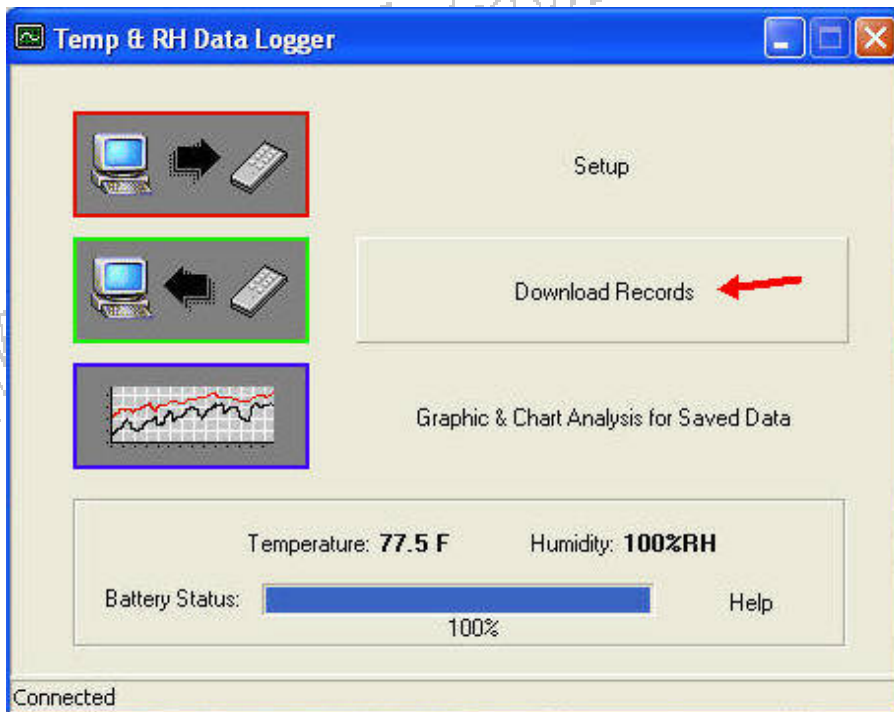 Temp & RH Data Logger
Setup
Download Records
Graphic & Chart Analysis for Saved Data
Temperature: 77.5 F Humidity: 100%RH
Battery Status: Help
100%
Connected